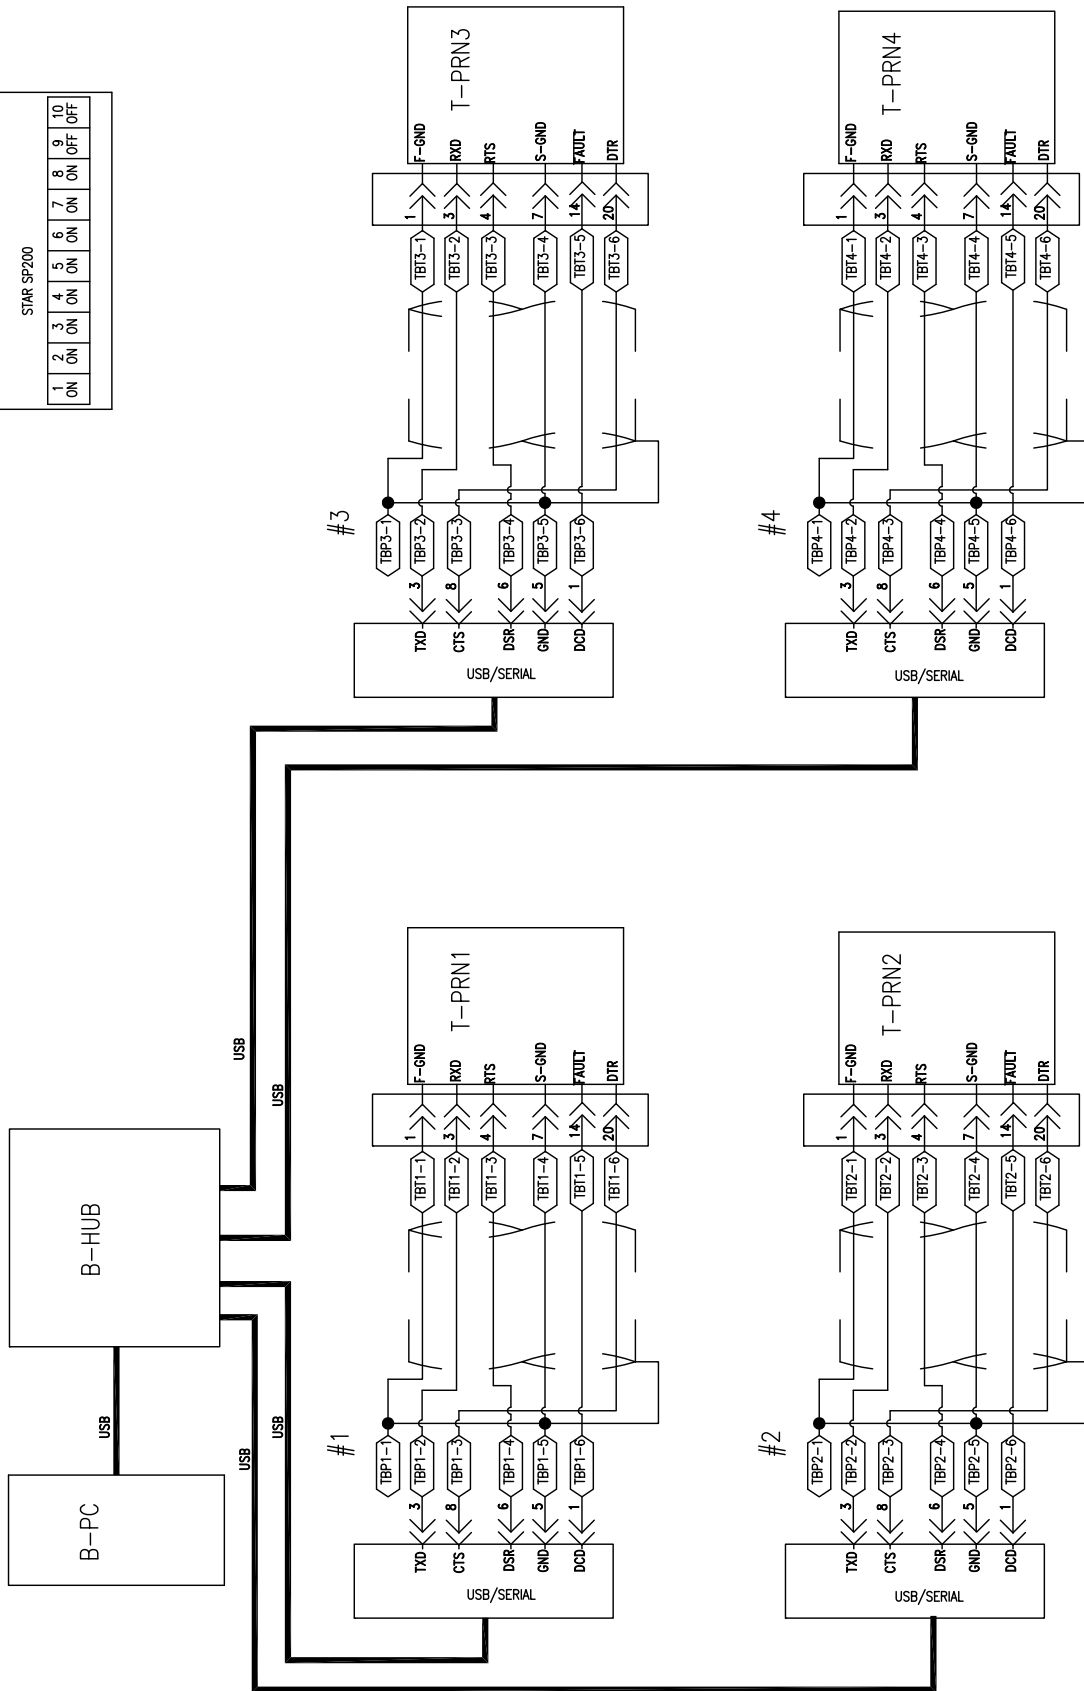 STAR SP200
1 2 3 4 5 6 7 8 9 10
ON ON ON ON ON ON ON ON OFF OFF
B-PC
USB
B-HUB
USB
USB
USB
USB
#1
USB/SERIAL
TXD 3 TBP1-2
CTS 8 TBP1-3
DSR 6 TBP1-4
GND 5 TBP1-5
DCD 1 TBP1-6
TBP1-1
TBT1-1 1 F-GND
TBT1-2 3 RXD
TBT1-3 4 RTS
TBT1-4 7 S-GND
TBT1-5 14 FAULT
TBT1-6 20 DTR
T-PRN1
#3
USB/SERIAL
TXD 3 TBP3-2
CTS 8 TBP3-3
DSR 6 TBP3-4
GND 5 TBP3-5
DCD 1 TBP3-6
TBP3-1
TBT3-1 1 F-GND
TBT3-2 3 RXD
TBT3-3 4 RTS
TBT3-4 7 S-GND
TBT3-5 14 FAULT
TBT3-6 20 DTR
T-PRN3
#2
USB/SERIAL
TXD 3 TBP2-2
CTS 8 TBP2-3
DSR 6 TBP2-4
GND 5 TBP2-5
DCD 1 TBP2-6
TBP2-1
TBT2-1 1 F-GND
TBT2-2 3 RXD
TBT2-3 4 RTS
TBT2-4 7 S-GND
TBT2-5 14 FAULT
TBT2-6 20 DTR
T-PRN2
#4
USB/SERIAL
TXD 3 TBP4-2
CTS 8 TBP4-3
DSR 6 TBP4-4
GND 5 TBP4-5
DCD 1 TBP4-6
TBP4-1
TBT4-1 1 F-GND
TBT4-2 3 RXD
TBT4-3 4 RTS
TBT4-4 7 S-GND
TBT4-5 14 FAULT
TBT4-6 20 DTR
T-PRN4